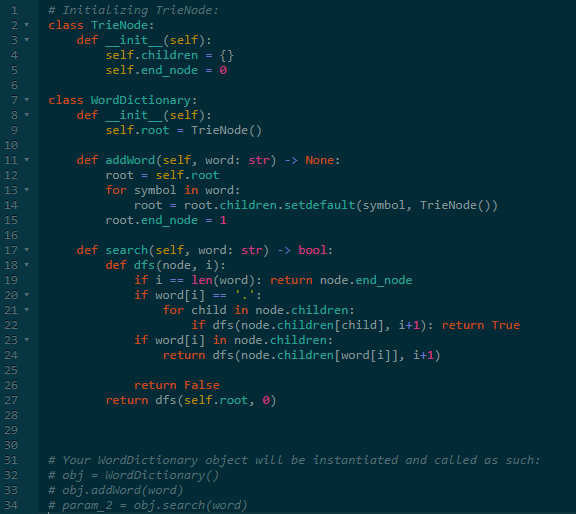 1 # Initializing TrieNode:
2 class TrieNode:
3     def __init__(self):
4         self.children = {}
5         self.end_node = 0
6
7 class WordDictionary:
8     def __init__(self):
9         self.root = TrieNode()
10
11     def addWord(self, word: str) -> None:
12         root = self.root
13         for symbol in word:
14             root = root.children.setdefault(symbol, TrieNode())
15         root.end_node = 1
16
17     def search(self, word: str) -> bool:
18         def dfs(node, i):
19             if i == len(word): return node.end_node
20             if word[i] == '.':
21                 for child in node.children:
22                     if dfs(node.children[child], i+1): return True
23             if word[i] in node.children:
24                 return dfs(node.children[word[i]], i+1)
25
26             return False
27         return dfs(self.root, 0)
28
29
30
31 # Your WordDictionary object will be instantiated and called as such:
32 # obj = WordDictionary()
33 # obj.addWord(word)
34 # param_2 = obj.search(word)